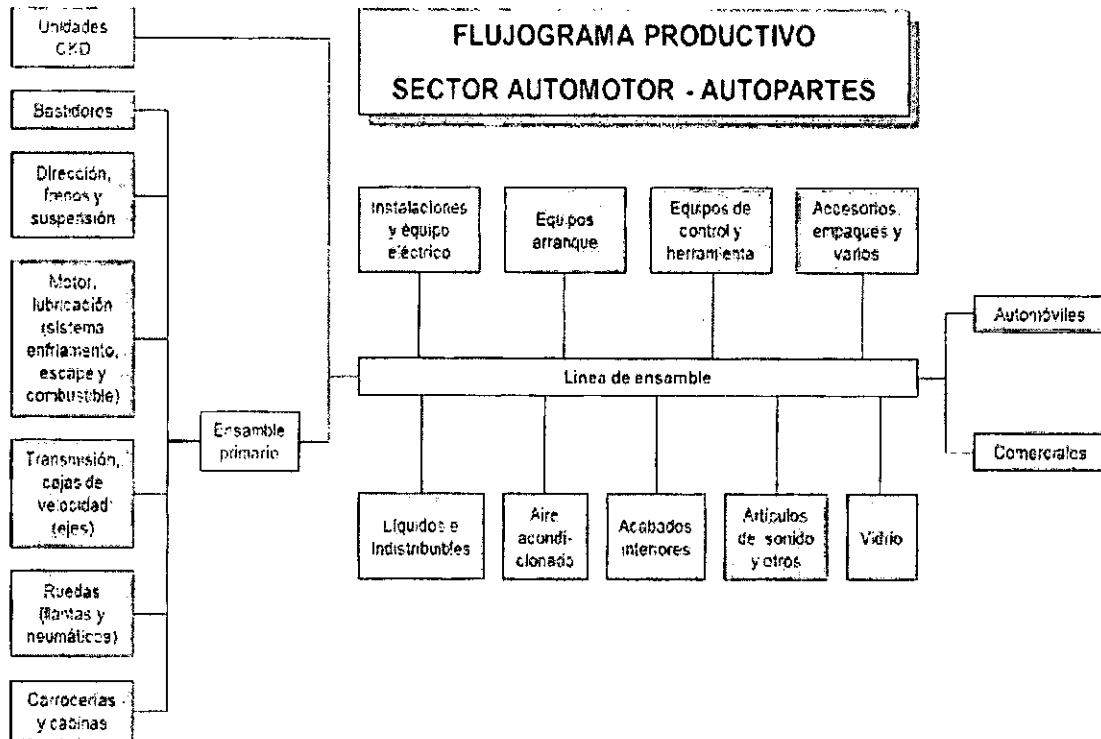 Unidades
CKD
FLUJOGRAMA PRODUCTIVO
SECTOR AUTOMOTOR - AUTOPARTES
Bastidores
Dirección,
frenos y
suspensión
Instalaciones
y équipo
eléctrico
Equipos
arranque
Equipos de
control y
herramienta
Accesorios,
empaques y
varios
Motor,
lubricación
(sistema
enfriamento,
escape y
combustible)
Automóviles
Línea de ensamble
Ensamble
primario
Comerciales
Transmisión,
cajas de
velocidad
(ejes)
Líquidos e
Indistribuibles
Aire
acondi-
cionado
Acabados
interiores
Artículos
de sonido
y otros
Vidrio
Ruedas
(llantas y
neumáticos)
Carrocerías
y cabinas